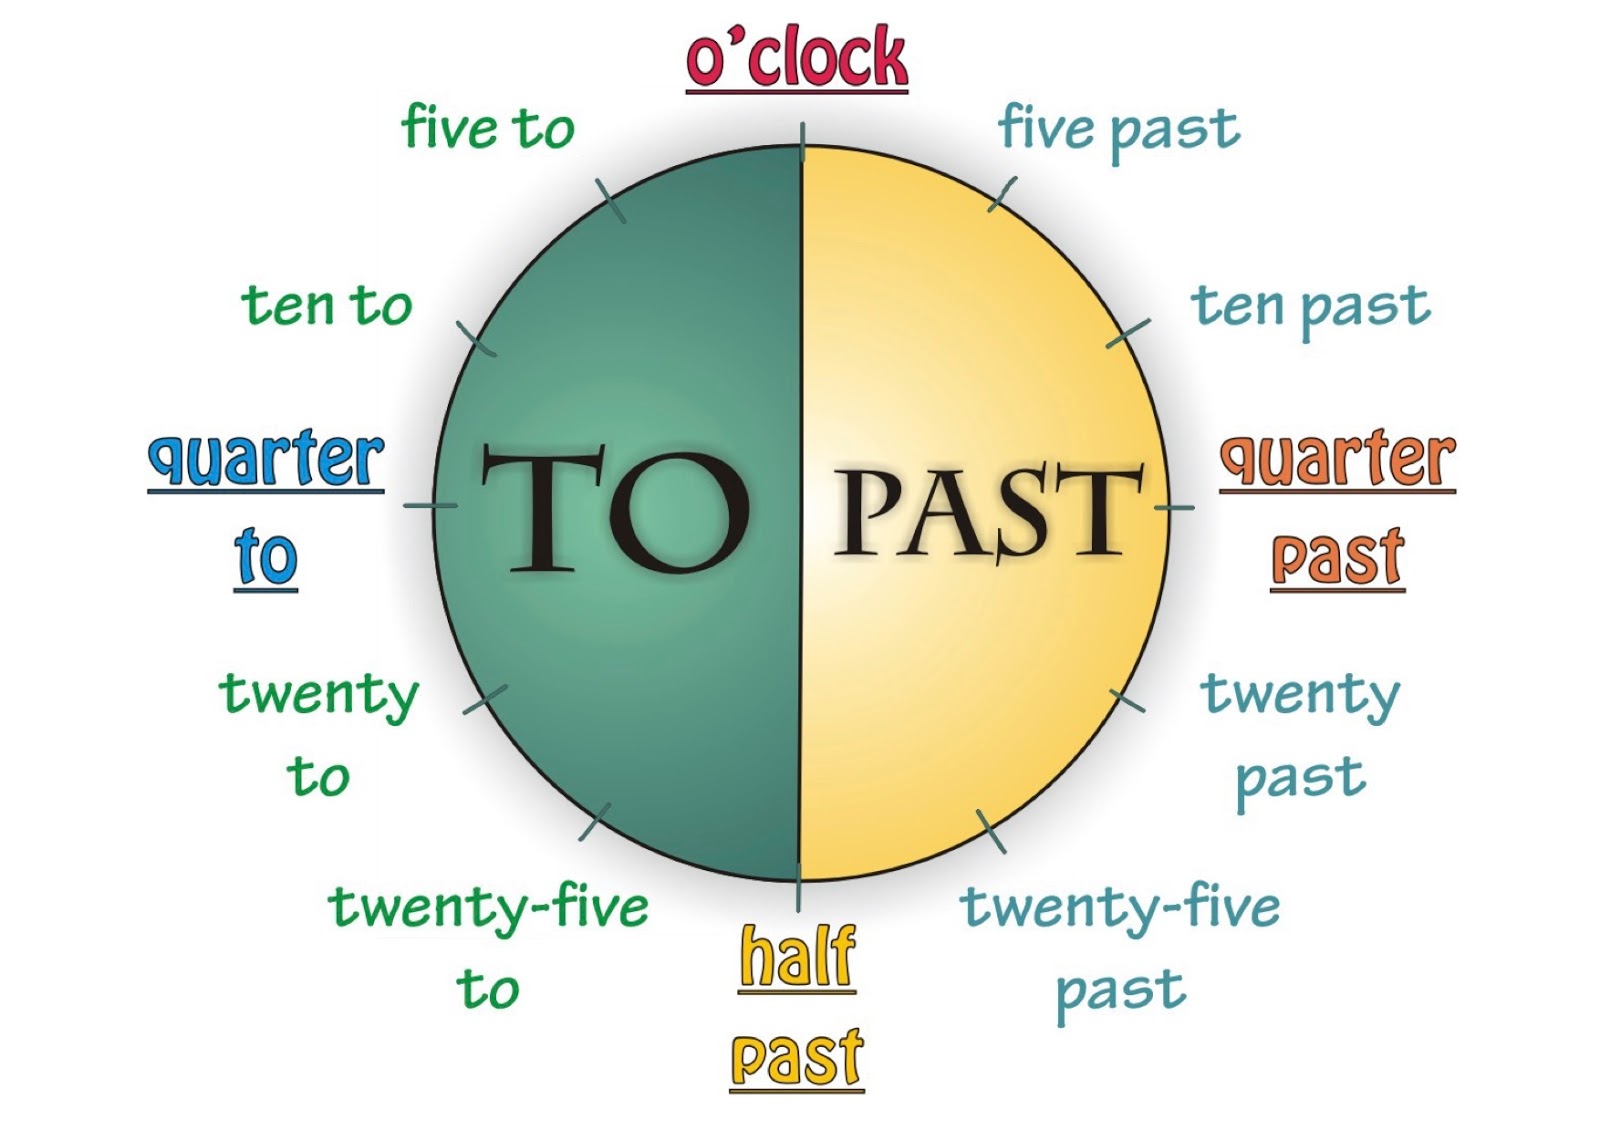 o'clock
five to
five past
ten to
ten past
quarter
to
TO
PAST
quarter
past
twenty
to
twenty
past
twenty-five
to
half
past
twenty-five
past